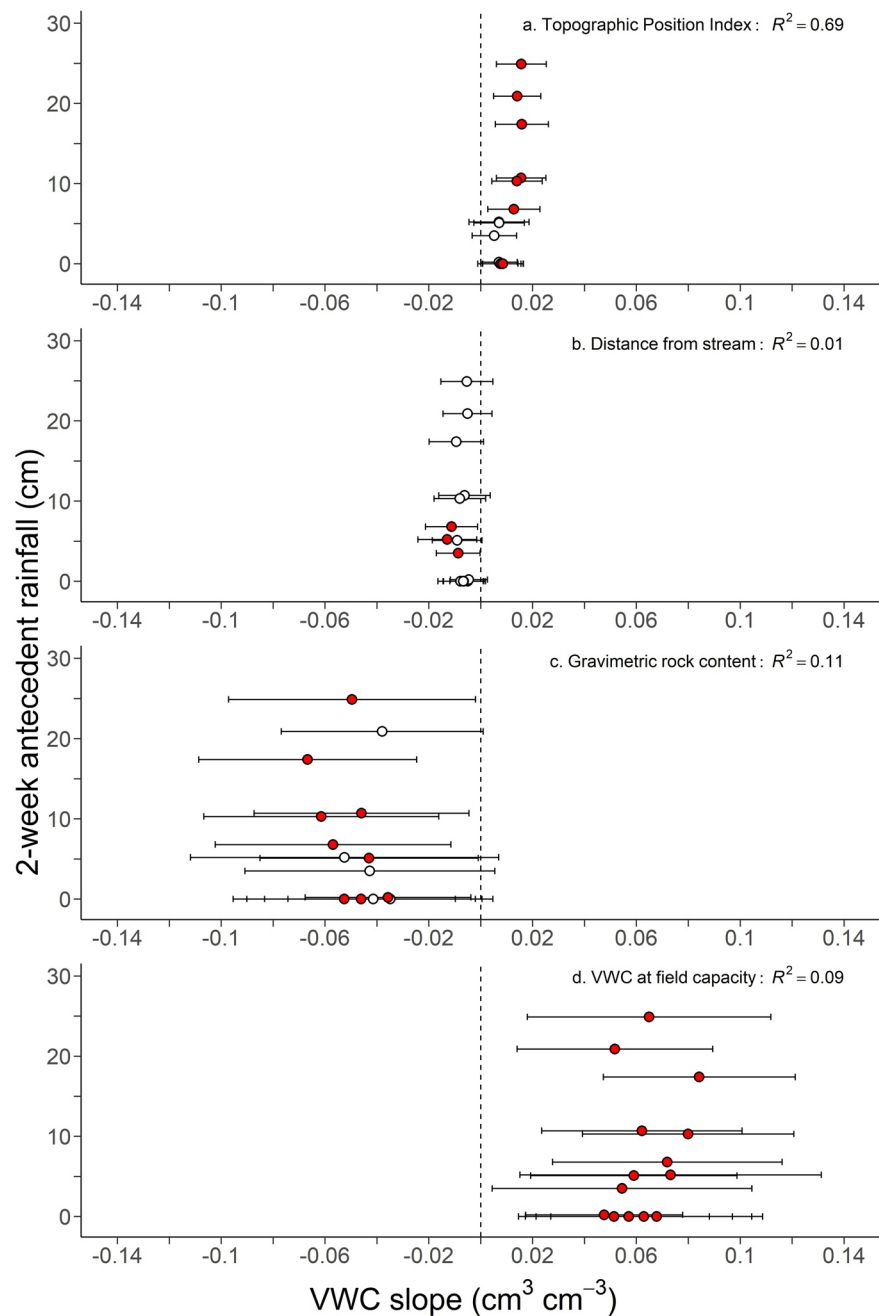 a. Topographic Position Index: R² = 0.69
30
20
10
0
-0.14 -0.1 -0.06 -0.02 0.02 0.06 0.1 0.14
b. Distance from stream: R² = 0.01
30
20
10
0
-0.14 -0.1 -0.06 -0.02 0.02 0.06 0.1 0.14
c. Gravimetric rock content: R² = 0.11
30
20
10
0
-0.14 -0.1 -0.06 -0.02 0.02 0.06 0.1 0.14
d. VWC at field capacity: R² = 0.09
30
20
10
0
-0.14 -0.1 -0.06 -0.02 0.02 0.06 0.1 0.14
2-week antecedent rainfall (cm)
VWC slope (cm³ cm⁻³)